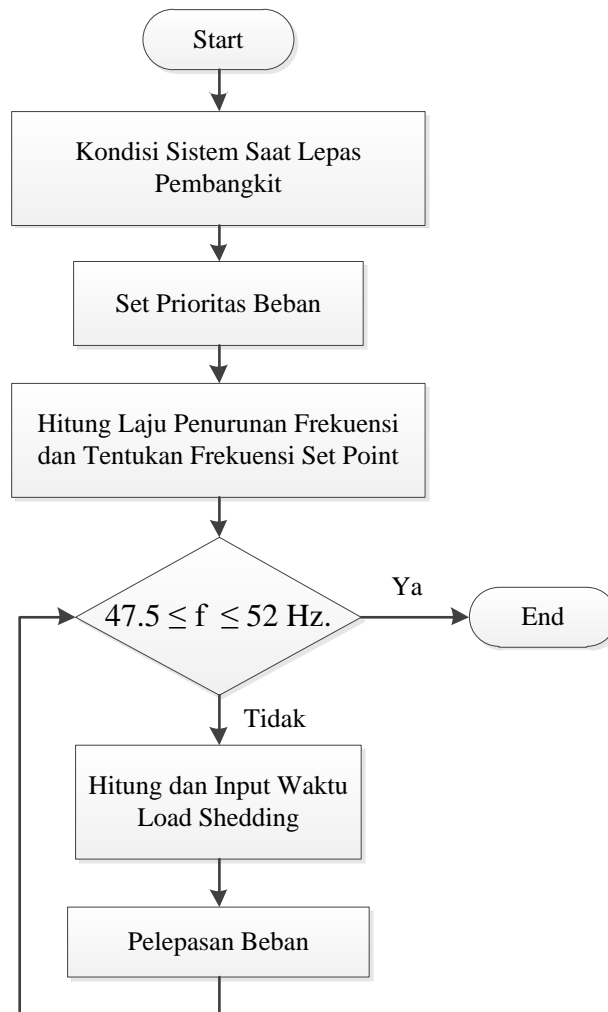 Start
Kondisi Sistem Saat Lepas
Pembangkit
Set Prioritas Beban
Hitung Laju Penurunan Frekuensi
dan Tentukan Frekuensi Set Point
47.5 ≤ f ≤ 52 Hz.
Ya
End
Tidak
Hitung dan Input Waktu
Load Shedding
Pelepasan Beban